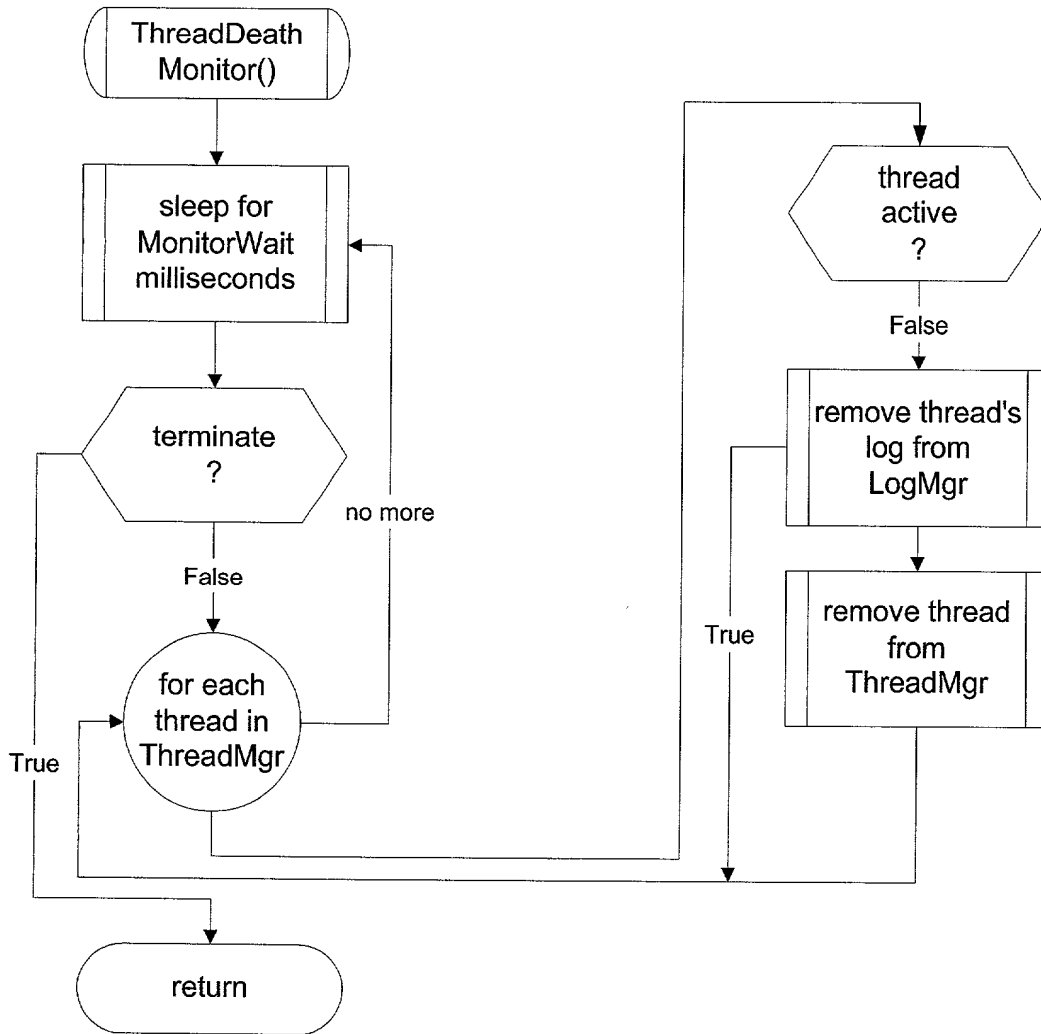 ThreadDeath
Monitor()
sleep for
MonitorWait
milliseconds
terminate
?
no more
False
for each
thread in
ThreadMgr
True
return
thread
active
?
False
remove thread's
log from
LogMgr
True
remove thread
from
ThreadMgr